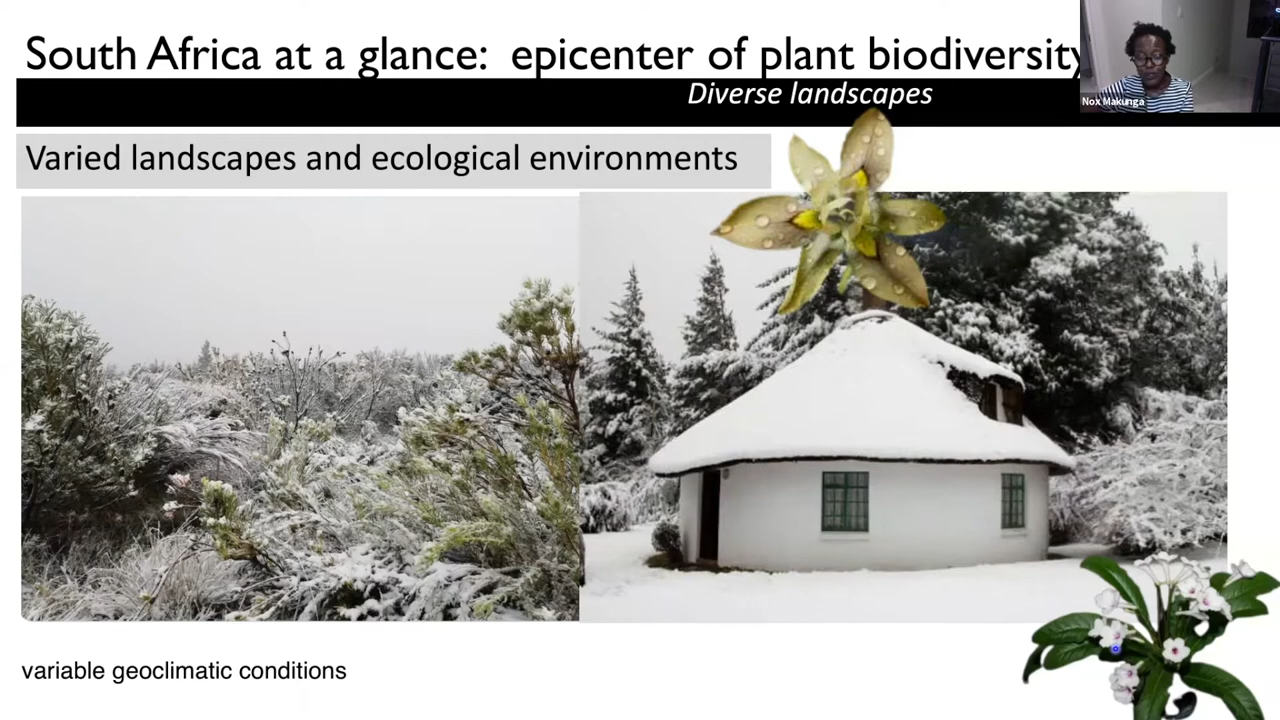 South Africa at a glance: epicenter of plant biodiversity
Diverse landscapes
Nox Makunga
Varied landscapes and ecological environments
variable geoclimatic conditions